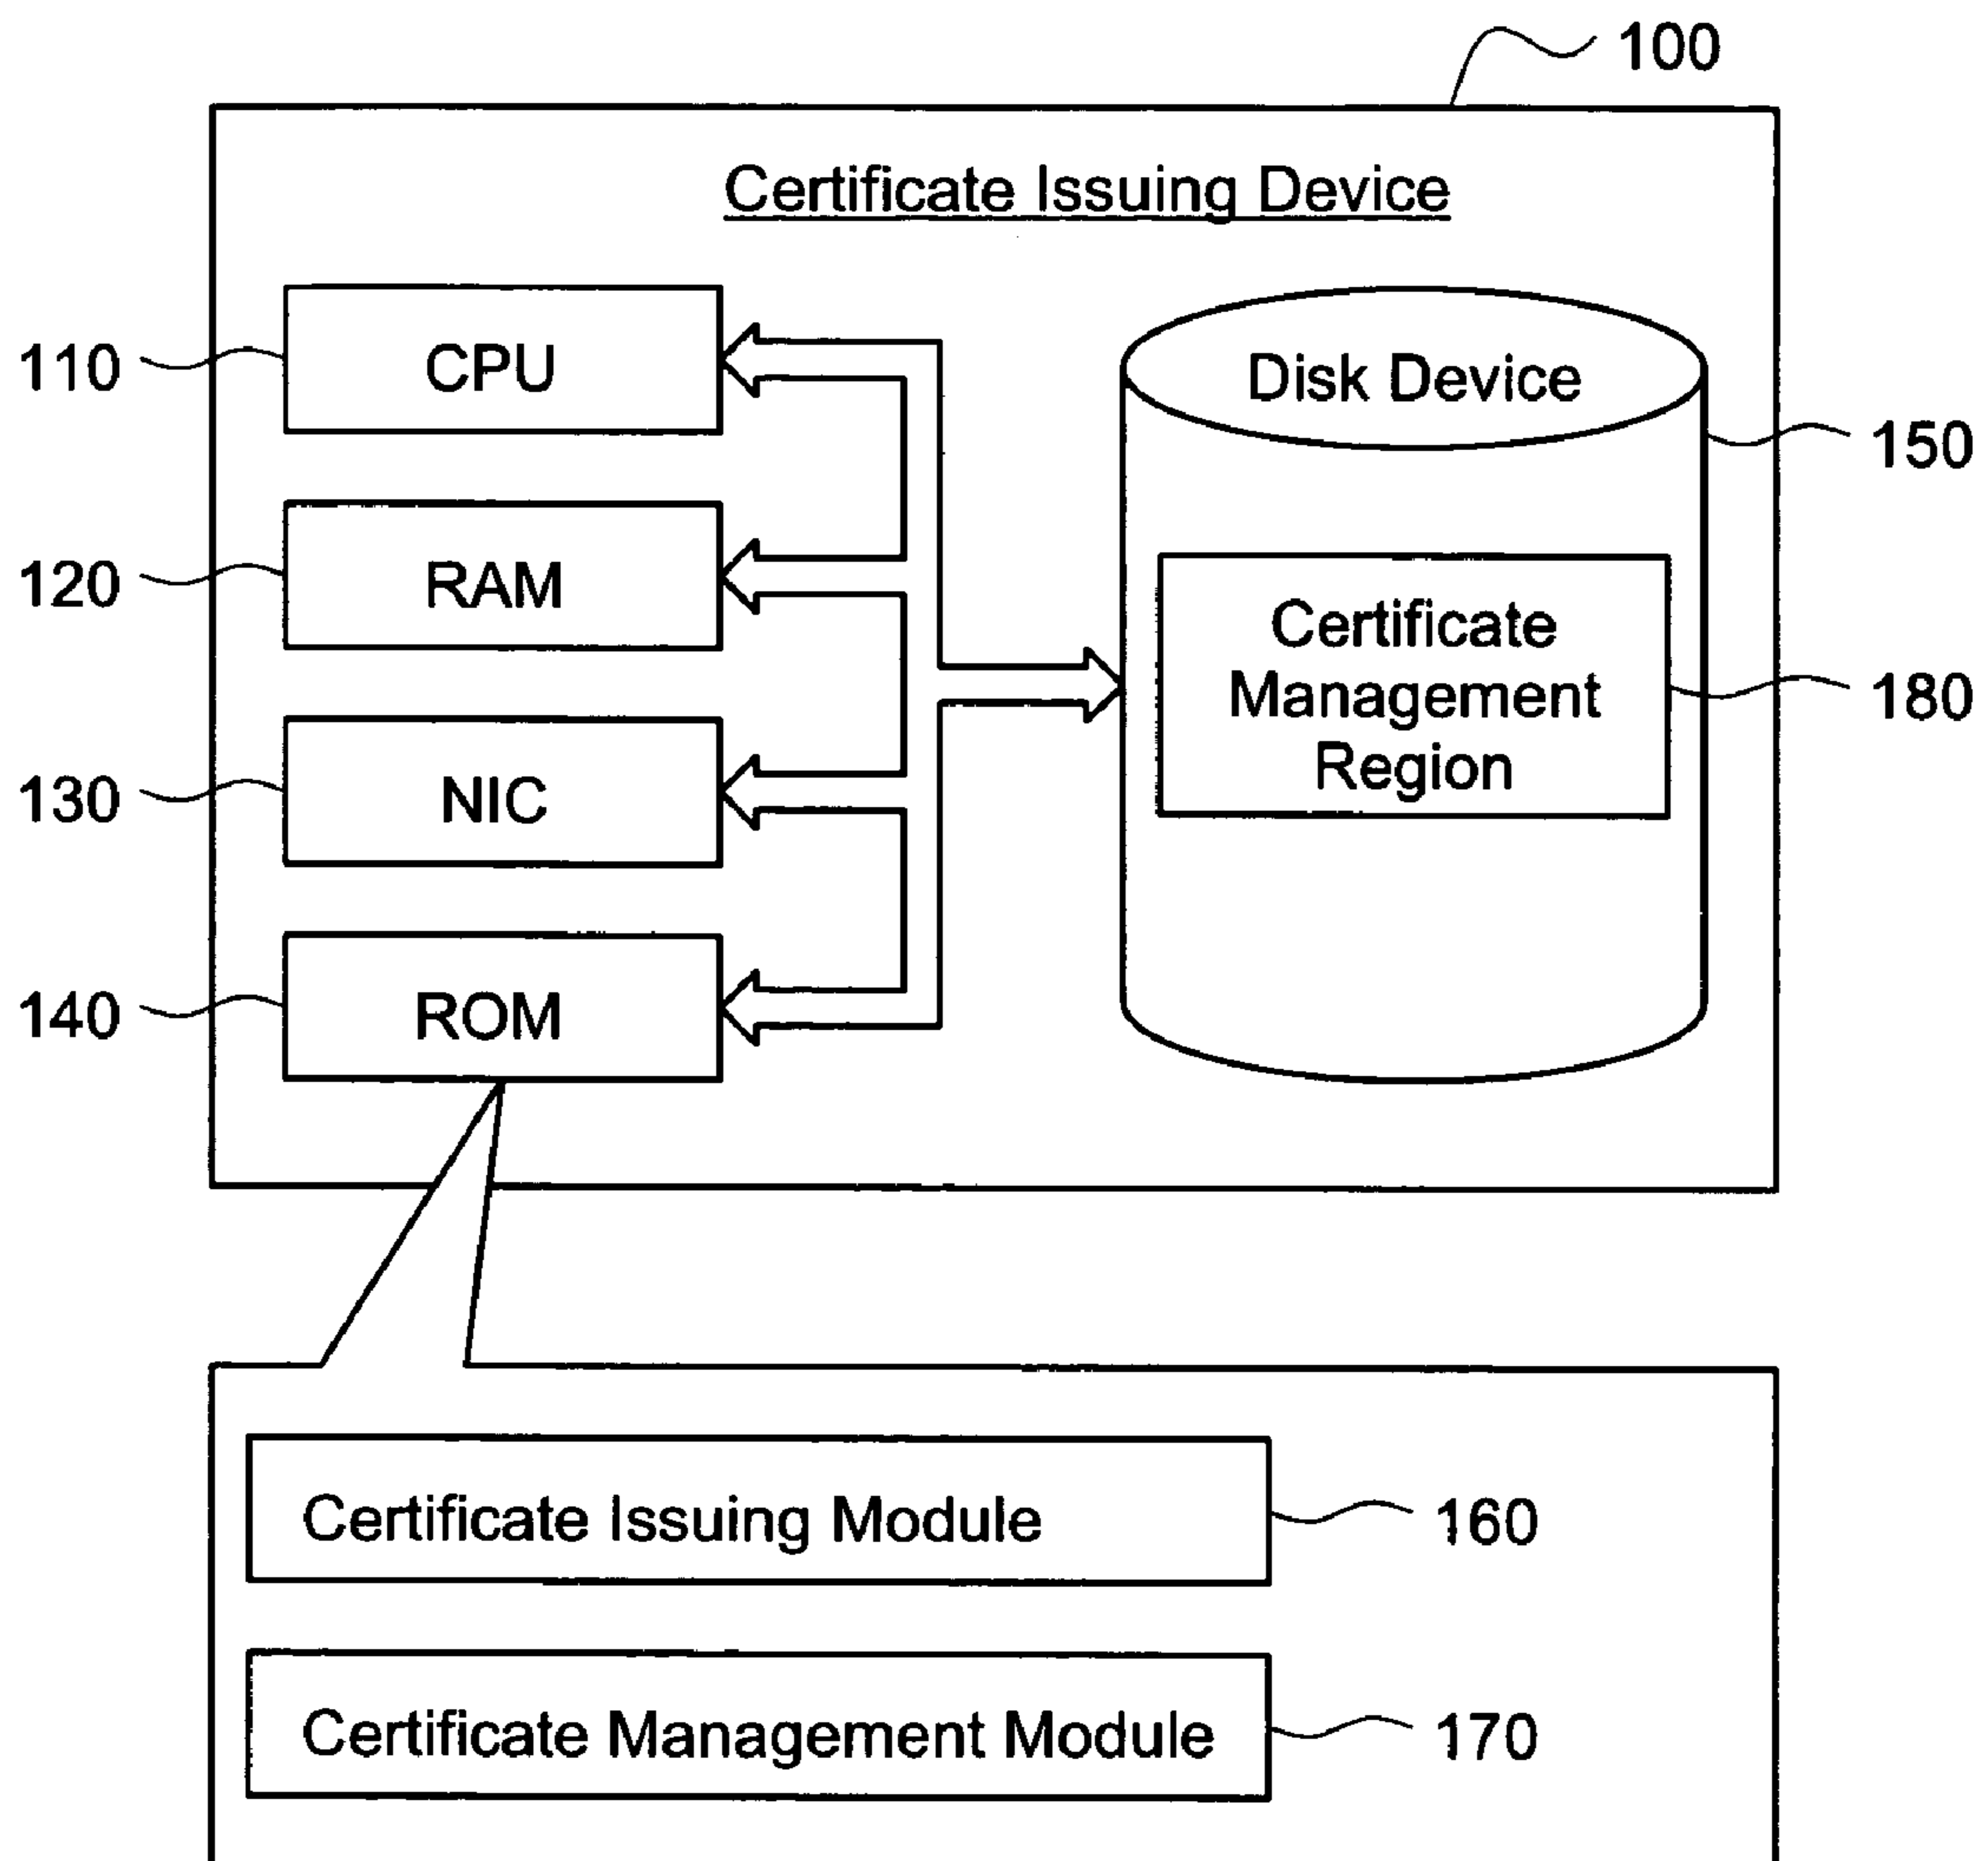 100
Certificate Issuing Device
110
CPU
Disk Device
150
120
RAM
Certificate
Management
Region
180
130
NIC
140
ROM
Certificate Issuing Module
160
Certificate Management Module
170